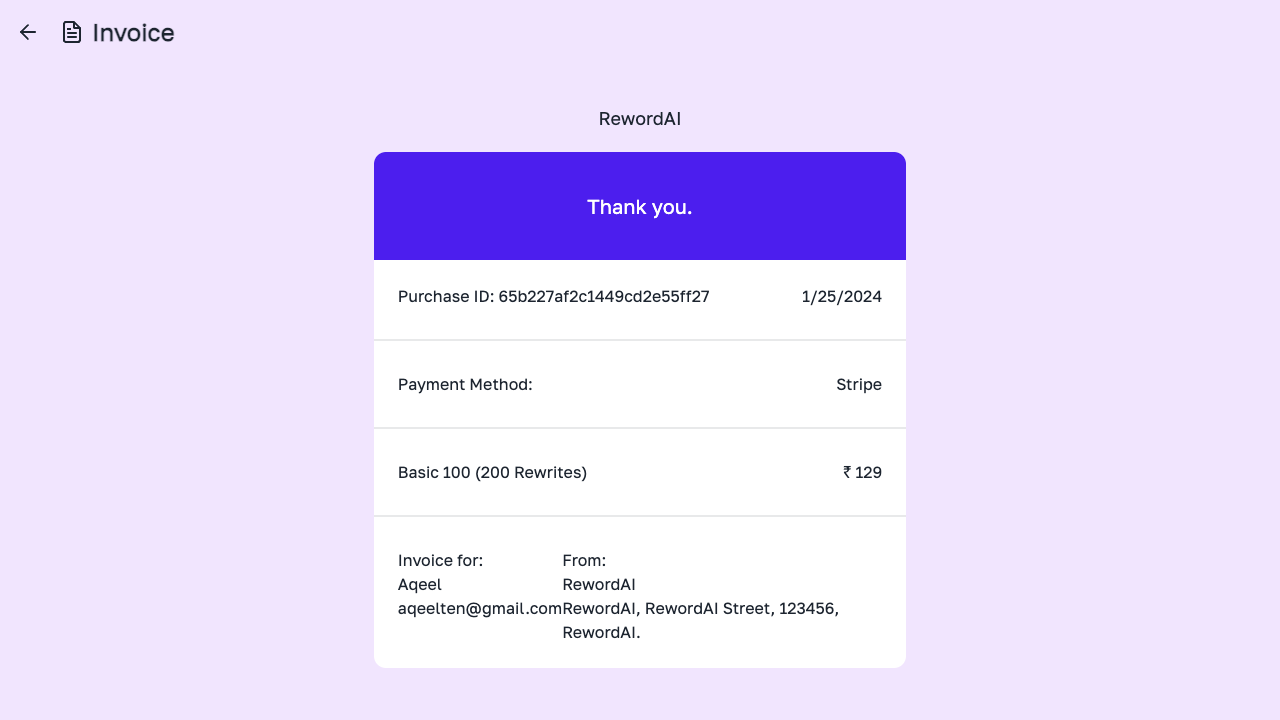 Invoice
RewordAI
Thank you.
Purchase ID: 65b227af2c1449cd2e55ff27 1/25/2024
Payment Method: Stripe
Basic 100 (200 Rewrites) ₹ 129
Invoice for:
Aqeel
aqeelten@gmail.com
From:
RewordAI
RewordAI, RewordAI Street, 123456,
RewordAI.